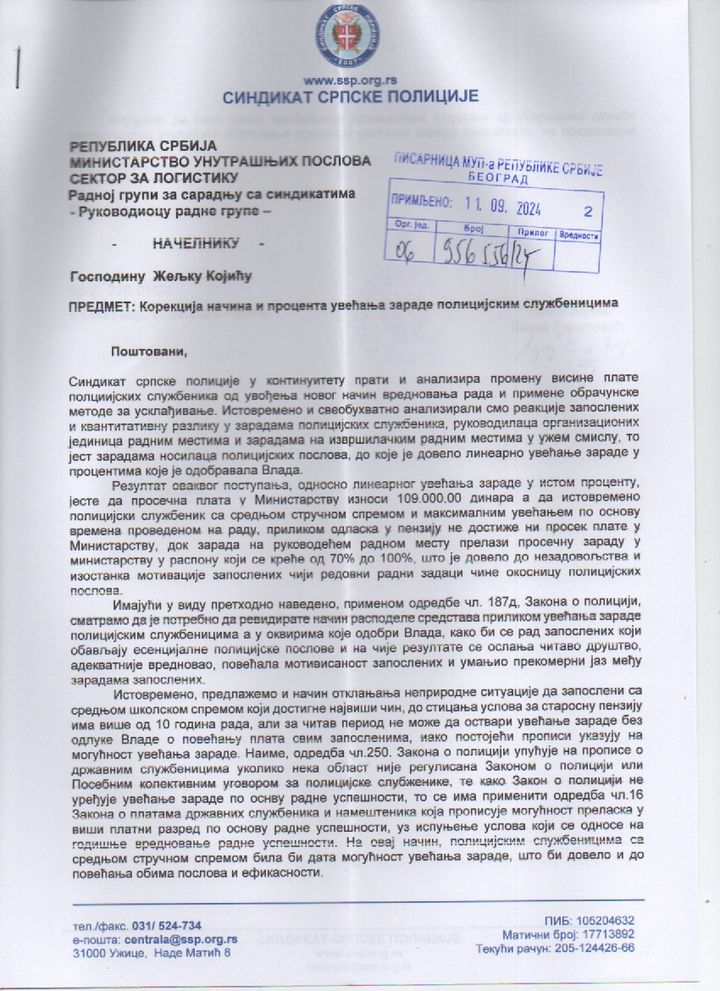 СИНДИКАТ СРПСКЕ ПОЛИЦИЈЕ
2007
www.ssp.org.rs
СИНДИКАТ СРПСКЕ ПОЛИЦИЈЕ
РЕПУБЛИКА СРБИЈА
МИНИСТАРСТВО УНУТРАШЊИХ ПОСЛОВА
СЕКТОР ЗА ЛОГИСТИКУ
Радној групи за сарадњу са синдикатима
- Руководиоцу радне групе –
- НАЧЕЛНИКУ -
Господину Жељку Којићу
ПИСАРНИЦА МУП-а РЕПУБЛИКЕ СРБИЈЕ
БЕОГРАД
ПРИМЉЕНО: 11. 09. 2024 2
Орг. јед. Број Прилог Вредности
06 956 556/24
ПРЕДМЕТ: Корекција начина и процента увећања зараде полицијским службеницима
Поштовани,
Синдикат српске полиције у континуитету прати и анализира промену висине плате
полциијских службеника од увођења новог начин вредновања рада и примене обрачунске
методе за усклађивање. Истовремено и свеобухватно анализирали смо реакције запослених
и квантитативну разлику у зарадама полицијских службеника, руководилаца организационих
јединица радним местима и зарадама на извршилачким радним местима у ужем смислу, то
јест зарадама носилаца полицијских послова, до које је довело линеарно увећање зараде у
процентима које је одобравала Влада.
Резултат оваквог поступања, односно линеарног увећања зараде у истом проценту,
јесте да просечна плата у Министарству износи 109.000.00 динара а да истовремено
полицијски службеник са средњом стручном спремом и максималним увећањем по основу
времена проведеном на раду, приликом одласка у пензију не достиже ни просек плате у
Министарству, док зарада на руководећем радном месту прелази просечну зараду у
министарству у распону који се креће од 70% до 100%, што је довело до незадовољства и
изостанка мотивације запослених чији редовни радни задаци чине окосницу полицијских
послова.
Имајући у виду претходно наведено, применом одредбе чл. 187д, Закона о полицији,
сматрамо да је потребно да ревидирате начин расподеле средстава приликом увећања зараде
полицијским службеницима а у оквирима које одобри Влада, како би се рад запослених који
обављају есенцијалне полицијске послове и на чије резултате се ослања читаво друштво,
адекватније вредновао, повећала мотивисаност запослених и умањио прекомерни јаз међу
зарадама запослених.
Истовремено, предлажемо и начин отклањања неприродне ситуације да запослени са
средњом школском спремом који достигне највиши чин, до стицања услова за старосну пензију
има више од 10 година рада, али за читав период не може да оствари увећање зараде без
одлуке Владе о повећању плата свим запосленима, иако постојећи прописи указују на
могућност увећања зараде. Наиме, одредба чл.250. Закона о полицији упућује на прописе о
државним службеницима уколико нека област није регулисана Законом о полицији или
Посебним колективним уговором за полицијске слубженике, те како Закон о полицији не
уређује увећање зараде по оснву радне успешности, то се има применити одредба чл.16
Закона о платама државних службеника и намештеника која прописује могућност преласка у
виши платни разред по основу радне успешности, уз испуњење услова који се односе на
годишње вредновање радне успешности. На овај начин, полицијским службеницима са
средњом стручном спремом била би дата могућност увећања зараде, што би довело и до
повећања обима послова и ефикасности.
тел./факс. 031/ 524-734
е-пошта: centrala@ssp.org.rs
31000 Ужице, Наде Матић 8
ПИБ: 105204632
Матични број: 17713892
Текући рачун: 205-124426-66